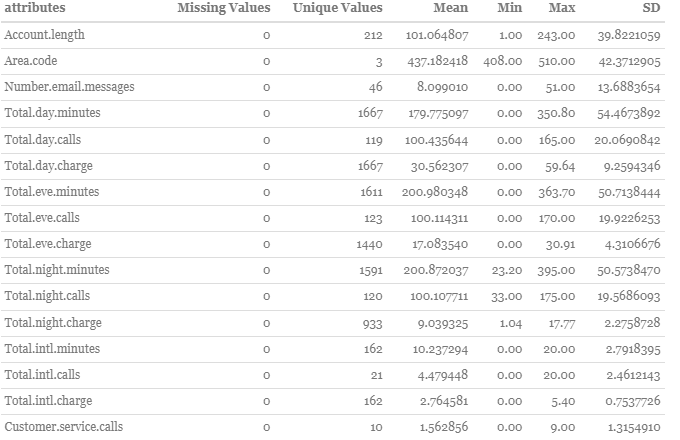 attributes Missing Values Unique Values Mean Min Max SD
Account.length 0 212 101.064807 1.00 243.00 39.8221059
Area.code 0 3 437.182418 408.00 510.00 42.3712905
Number.email.messages 0 46 8.099010 0.00 51.00 13.6883654
Total.day.minutes 0 1667 179.775097 0.00 350.80 54.4673892
Total.day.calls 0 119 100.435644 0.00 165.00 20.0690842
Total.day.charge 0 1667 30.562307 0.00 59.64 9.2594346
Total.eve.minutes 0 1611 200.980348 0.00 363.70 50.7138444
Total.eve.calls 0 123 100.114311 0.00 170.00 19.9226253
Total.eve.charge 0 1440 17.083540 0.00 30.91 4.3106676
Total.night.minutes 0 1591 200.872037 23.20 395.00 50.5738470
Total.night.calls 0 120 100.107711 33.00 175.00 19.5686093
Total.night.charge 0 933 9.039325 1.04 17.77 2.2758728
Total.intl.minutes 0 162 10.237294 0.00 20.00 2.7918395
Total.intl.calls 0 21 4.479448 0.00 20.00 2.4612143
Total.intl.charge 0 162 2.764581 0.00 5.40 0.7537726
Customer.service.calls 0 10 1.562856 0.00 9.00 1.3154910